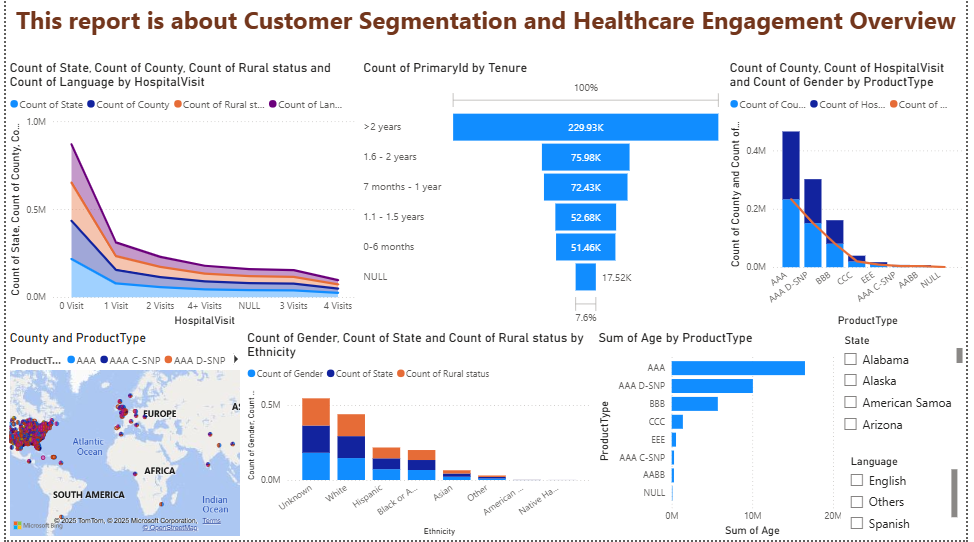 This report is about Customer Segmentation and Healthcare Engagement Overview
Count of State, Count of County, Count of Rural status and
Count of Language by HospitalVisit
Count of State
Count of County
Count of Rural st...
Count of Lan...
Count of State, Count of County, Co...
1.0M
0.5M
0.0M
0 Visit
1 Visit
2 Visits
4+ Visits
NULL
3 Visits
4 Visits
HospitalVisit
Count of PrimaryId by Tenure
100%
>2 years
229.93K
1.6 - 2 years
75.98K
7 months - 1 year
72.43K
1.1 - 1.5 years
52.68K
0-6 months
51.46K
NULL
17.52K
7.6%
Count of County, Count of HospitalVisit
and Count of Gender by ProductType
Count of Cou...
Count of Hos...
Count of ...
Count of County and Count of...
0.4M
0.2M
0.0M
AAA
AAA D-SNP
BBB
CCC
EEE
AAA C-SNP
AABB
NULL
ProductType
County and ProductType
ProductT...
AAA
AAA C-SNP
AAA D-SNP
EUROPE
AS
Atlantic
Ocean
AFRICA
SOUTH AMERICA
Indian
Ocean
Microsoft Bing
© 2025 TomTom, © 2025 Microsoft Corporation, Terms
© OpenStreetMap
Count of Gender, Count of State and Count of Rural status by
Ethnicity
Count of Gender
Count of State
Count of Rural status
Count of Gender, Count...
0.5M
0.0M
Unknown
White
Hispanic
Black or A...
Asian
Other
American ...
Native Ha...
Ethnicity
Sum of Age by ProductType
ProductType
AAA
AAA D-SNP
BBB
CCC
EEE
AAA C-SNP
AABB
NULL
0M
10M
20M
Sum of Age
State
Alabama
Alaska
American Samoa
Arizona
Language
English
Others
Spanish